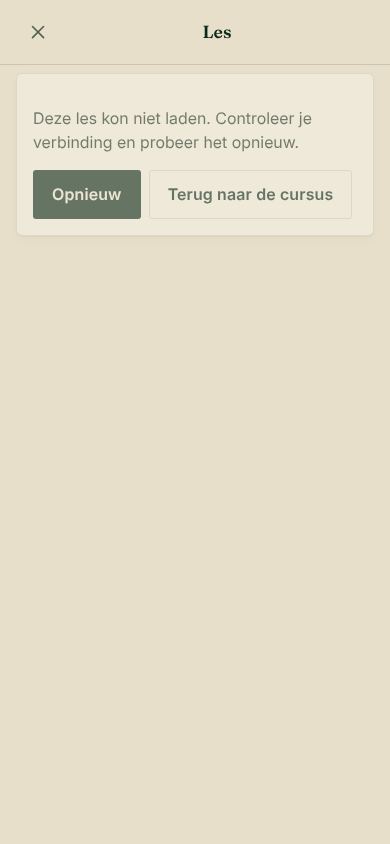 Les
Deze les kon niet laden. Controleer je
verbinding en probeer het opnieuw.
Opnieuw
Terug naar de cursus